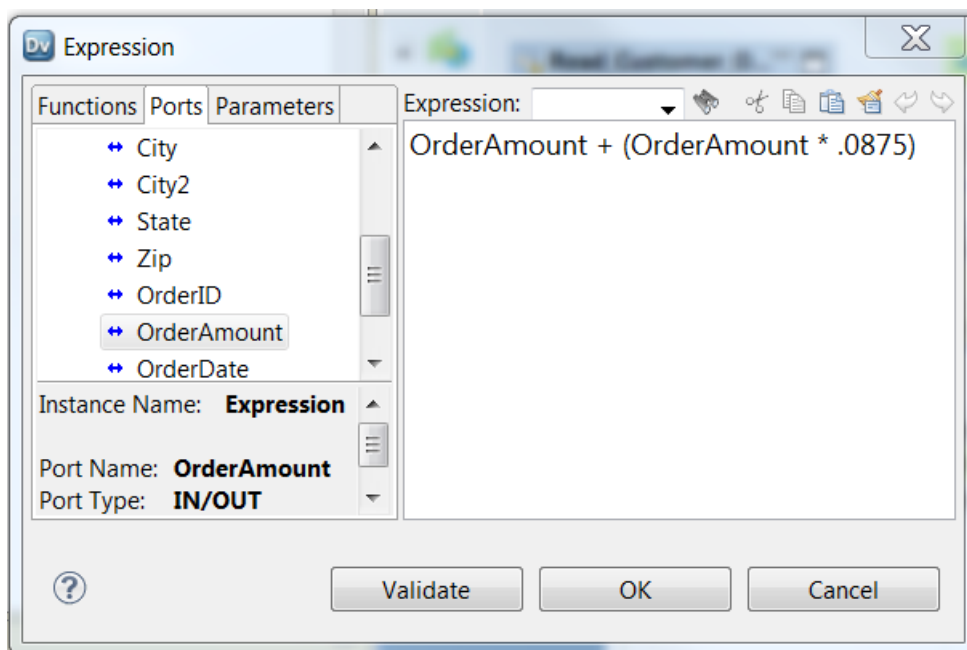 Dv Expression
Functions Ports Parameters
Expression:
City
City2
State
Zip
OrderID
OrderAmount
OrderDate
OrderAmount + (OrderAmount * .0875)
Instance Name: Expression
Port Name: OrderAmount
Port Type: IN/OUT
?
Validate OK Cancel